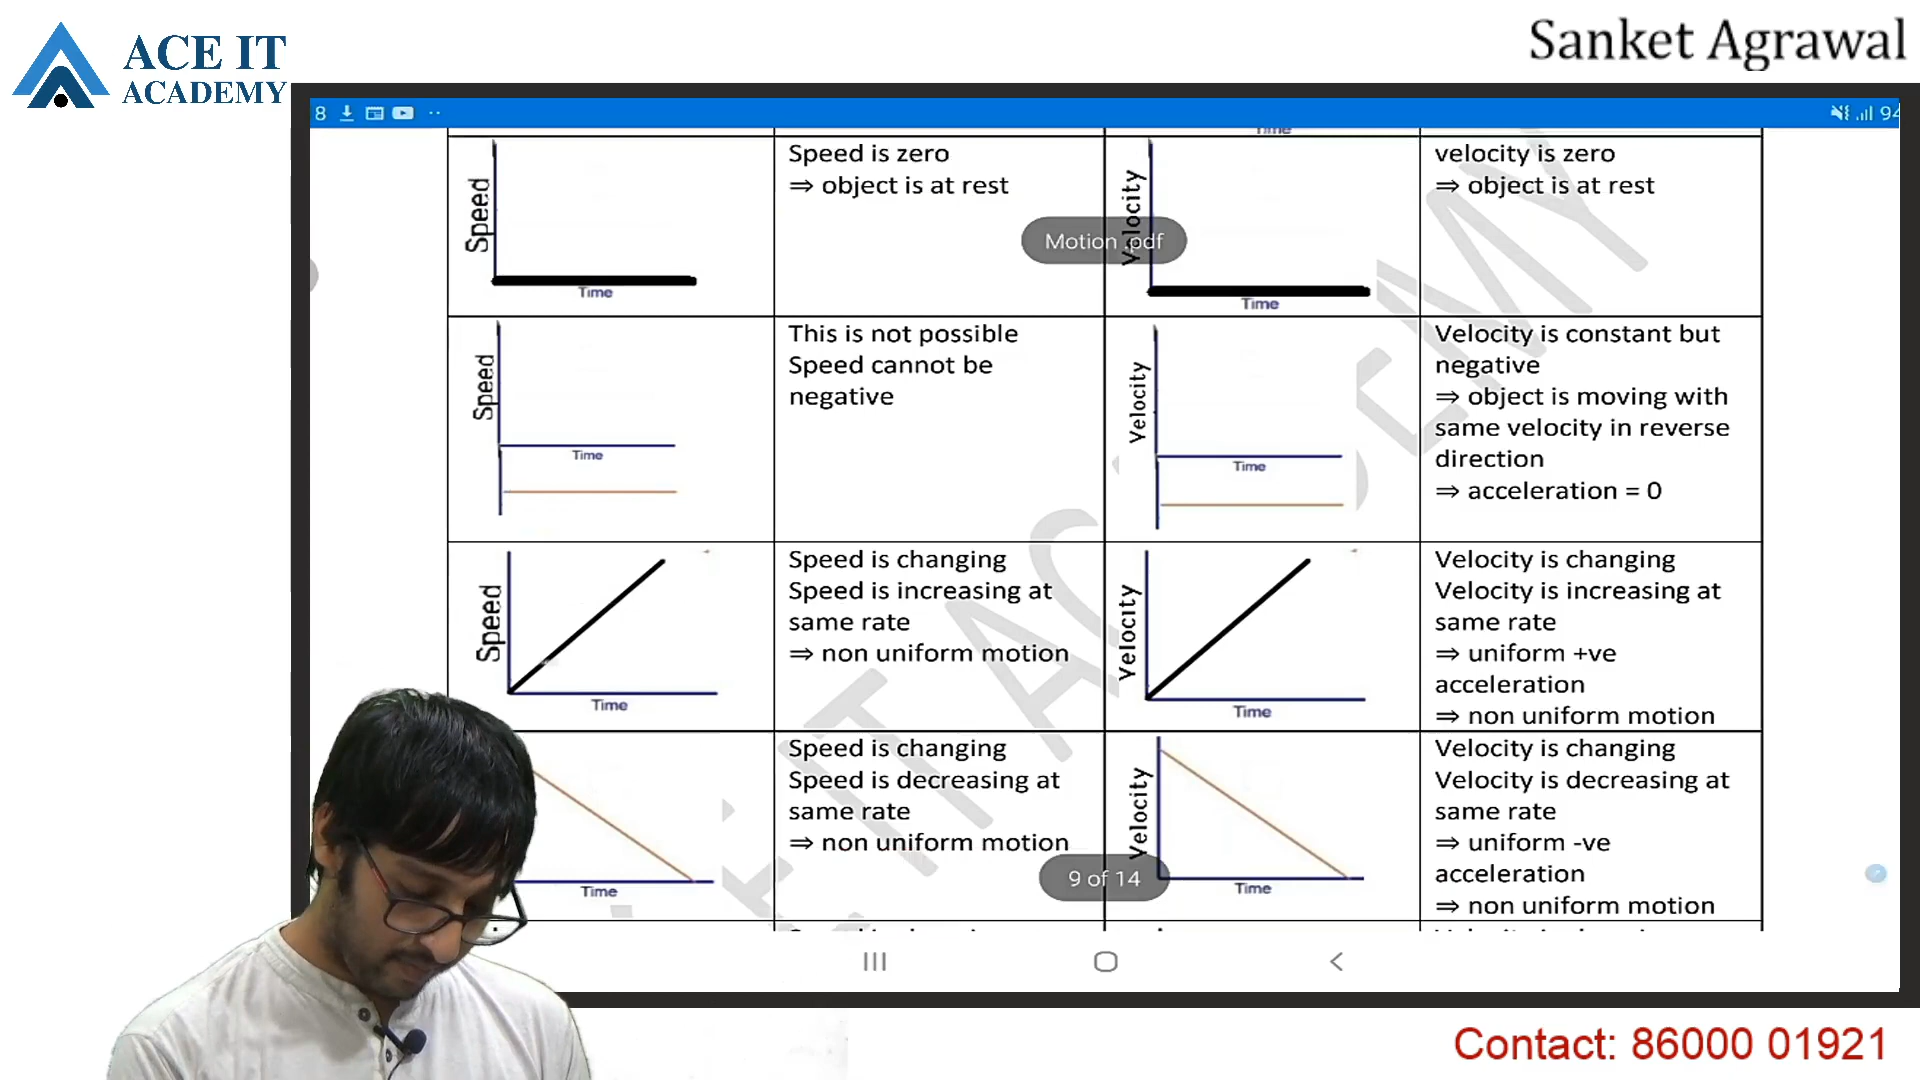 ACE IT
ACADEMY
Sanket Agrawal
8
94
Time
Speed
Time
Speed is zero
⇒ object is at rest
Velocity
Time
velocity is zero
⇒ object is at rest
Motion .pdf
Speed
Time
This is not possible
Speed cannot be
negative
Velocity
Time
Velocity is constant but
negative
⇒ object is moving with
same velocity in reverse
direction
⇒ acceleration = 0
Speed
Time
Speed is changing
Speed is increasing at
same rate
⇒ non uniform motion
Velocity
Time
Velocity is changing
Velocity is increasing at
same rate
⇒ uniform +ve
acceleration
⇒ non uniform motion
Time
Speed is changing
Speed is decreasing at
same rate
⇒ non uniform motion
Velocity
Time
Velocity is changing
Velocity is decreasing at
same rate
⇒ uniform -ve
acceleration
⇒ non uniform motion
9 of 14
Contact: 86000 01921